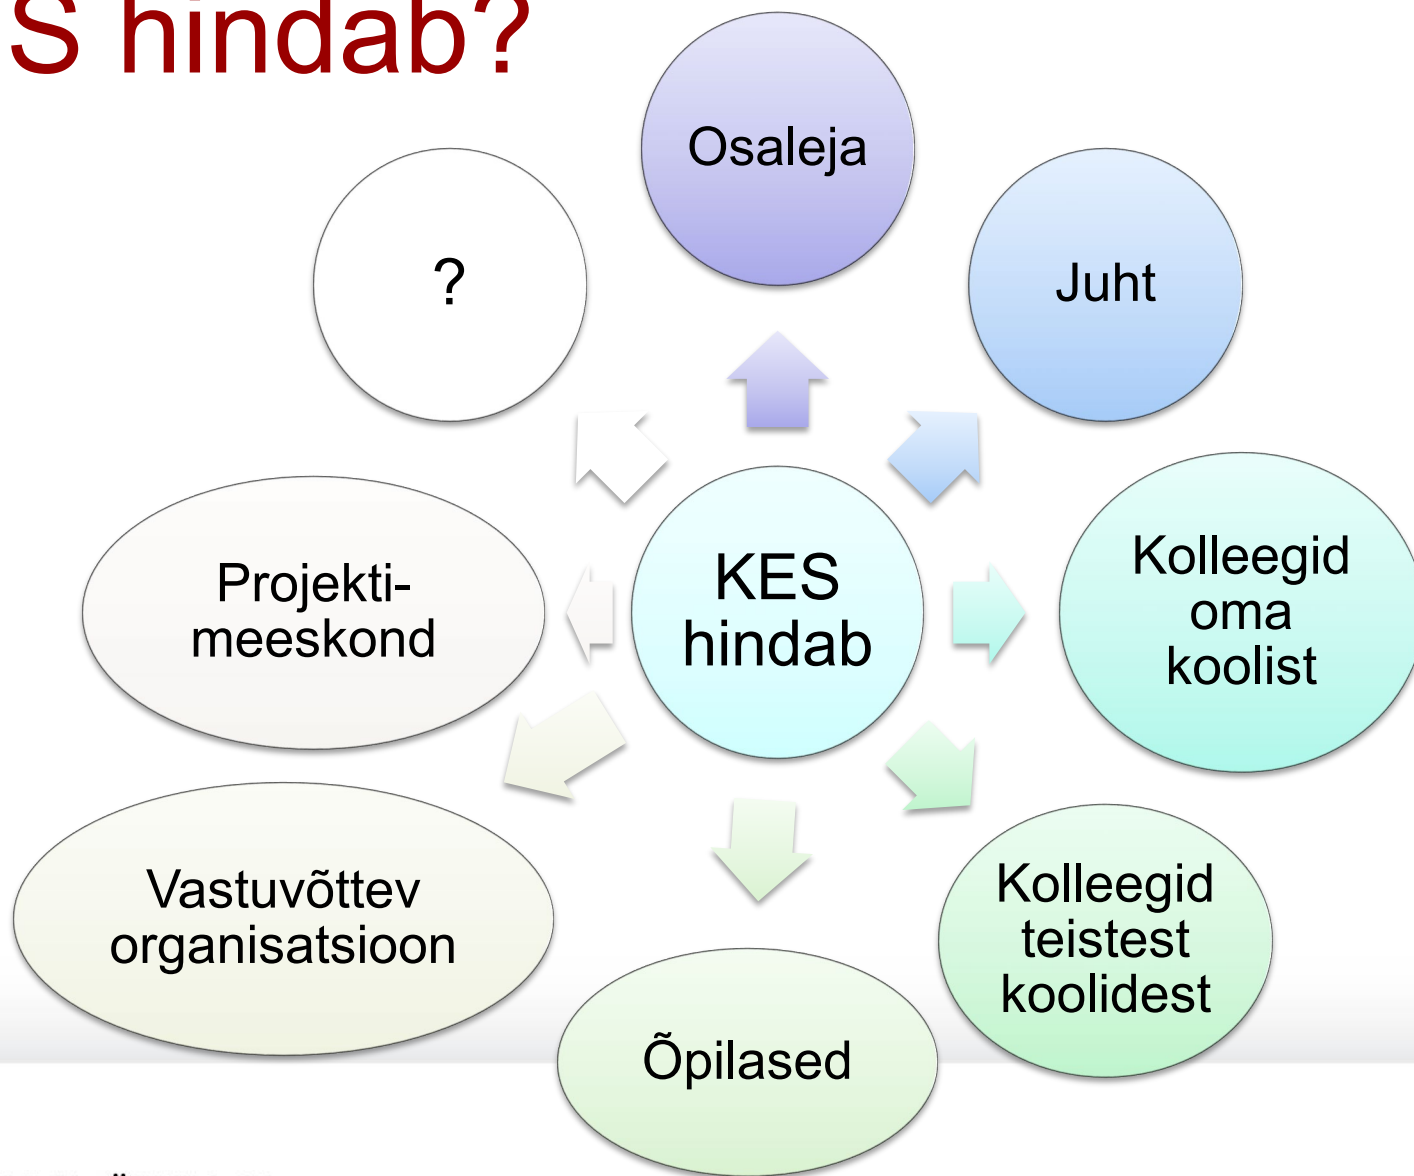 S hindab?
Osaleja
?
Juht
KES
hindab
Projekti-
meeskond
Kolleegid
oma
koolist
Vastuvõttev
organisatsioon
Kolleegid
teistest
koolidest
Õpilased